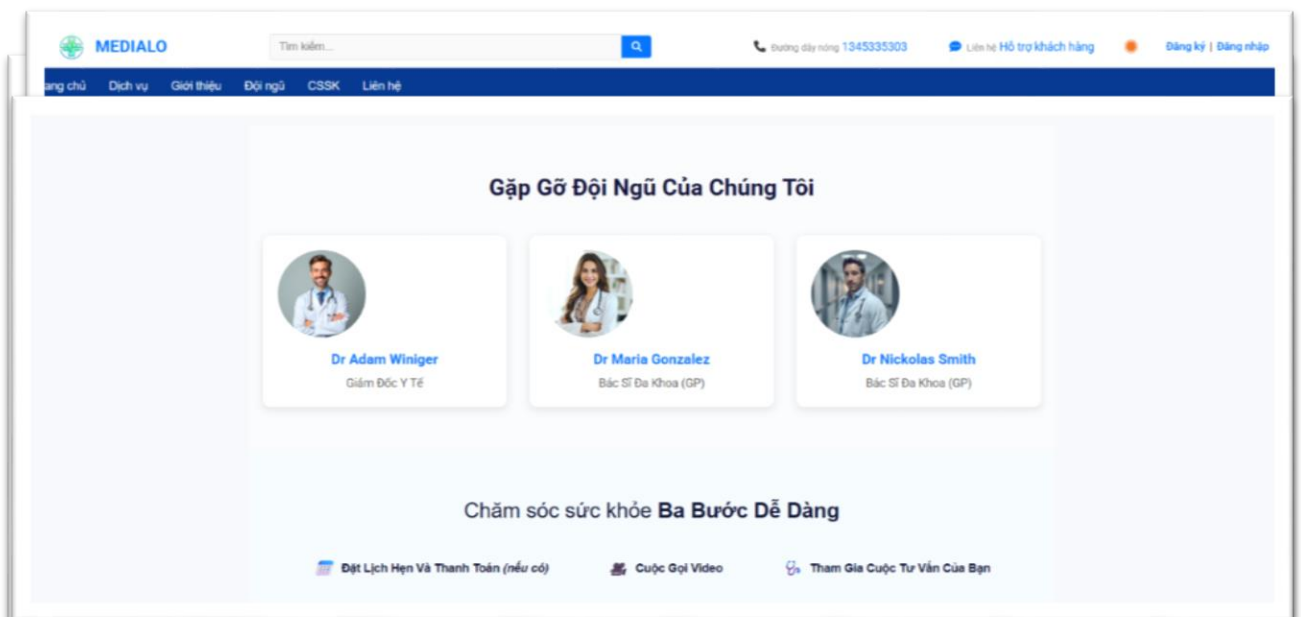 MEDIALO
Tìm kiếm...
Đường dây nóng 1345335303
Liên hệ Hỗ trợ khách hàng
Đăng ký | Đăng nhập
ang chủ Dịch vụ Giới thiệu Đội ngũ CSSK Liên hệ
Gặp Gỡ Đội Ngũ Của Chúng Tôi
Dr Adam Winiger
Giám Đốc Y Tế
Dr Maria Gonzalez
Bác Sĩ Đa Khoa (GP)
Dr Nickolas Smith
Bác Sĩ Đa Khoa (GP)
Chăm sóc sức khỏe Ba Bước Dễ Dàng
Đặt Lịch Hẹn Và Thanh Toán (nếu có)
Cuộc Gọi Video
Tham Gia Cuộc Tư Vấn Của Bạn